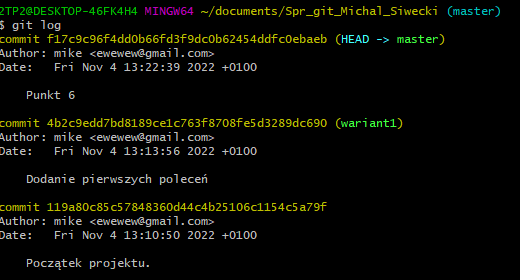 2TP2@DESKTOP-46FK4H4 MINGW64 ~/documents/Spr_git_Michal_Siwecki (master)
$ git log
commit f17c9c96f4dd0b66fd3f9dc0b62454ddfc0ebaeb (HEAD -> master)
Author: mike <ewewew@gmail.com>
Date:   Fri Nov 4 13:22:39 2022 +0100

    Punkt 6

commit 4b2c9edd7bd8189ce1c763f8708fe5d3289dc690 (wariant1)
Author: mike <ewewew@gmail.com>
Date:   Fri Nov 4 13:13:56 2022 +0100

    Dodanie pierwszych poleceń

commit 119a80c85c57848360d44c4b25106c1154c5a79f
Author: mike <ewewew@gmail.com>
Date:   Fri Nov 4 13:10:50 2022 +0100

    Początek projektu.